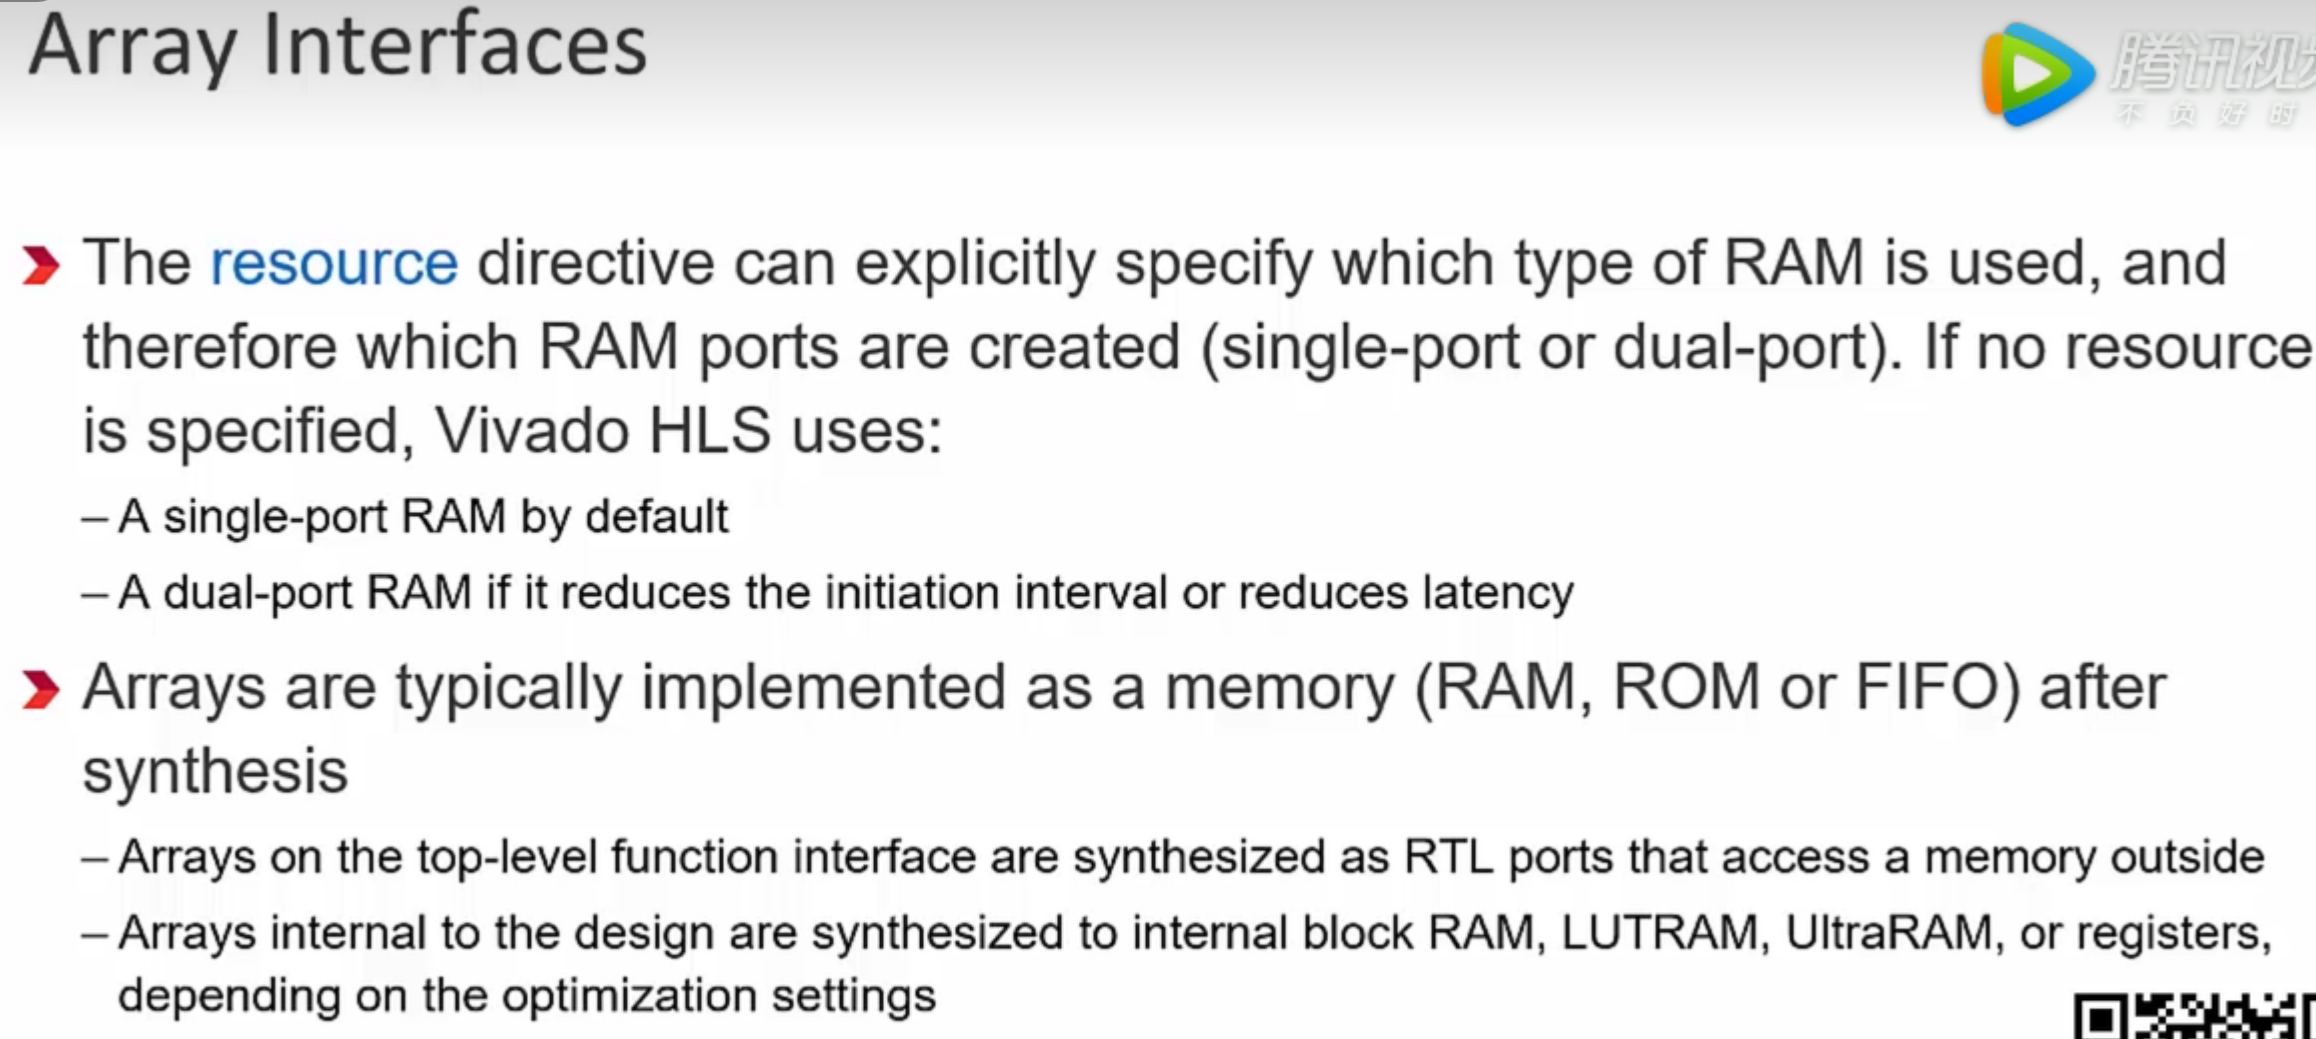 Array Interfaces
腾讯视频
不负好时
The resource directive can explicitly specify which type of RAM is used, and
therefore which RAM ports are created (single-port or dual-port). If no resource
is specified, Vivado HLS uses:
– A single-port RAM by default
– A dual-port RAM if it reduces the initiation interval or reduces latency
Arrays are typically implemented as a memory (RAM, ROM or FIFO) after
synthesis
– Arrays on the top-level function interface are synthesized as RTL ports that access a memory outside
– Arrays internal to the design are synthesized to internal block RAM, LUTRAM, UltraRAM, or registers,
depending on the optimization settings